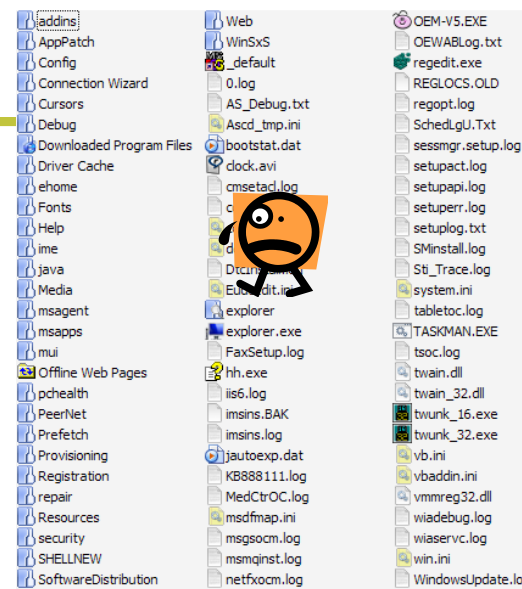 addins
AppPatch
Config
Connection Wizard
Cursors
Debug
Downloaded Program Files
Driver Cache
ehome
Fonts
Help
ime
java
Media
msagent
msapps
mui
Offline Web Pages
pchealth
PeerNet
Prefetch
Provisioning
Registration
repair
Resources
security
SHELLNEW
SoftwareDistribution
Web
WinSxS
_default
0.log
AS_Debug.txt
Ascd_tmp.ini
bootstat.dat
clock.avi
cmsetacl.log
explorer
explorer.exe
FaxSetup.log
hh.exe
iis6.log
imsins.BAK
imsins.log
jautoexp.dat
KB888111.log
MedCtrOC.log
msdfmap.ini
msgsocm.log
msmqinst.log
netfxocm.log
OEM-V5.EXE
OEWABLog.txt
regedit.exe
REGLOCS.OLD
regopt.log
SchedLgU.Txt
sessmgr.setup.log
setupact.log
setupapi.log
setuperr.log
setuplog.txt
SMinstall.log
Sti_Trace.log
system.ini
tabletoc.log
TASKMAN.EXE
tsoc.log
twain.dll
twain_32.dll
twunk_16.exe
twunk_32.exe
vb.ini
vbaddin.ini
vmmreg32.dll
wiadebug.log
wiaservc.log
win.ini
WindowsUpdate.lo